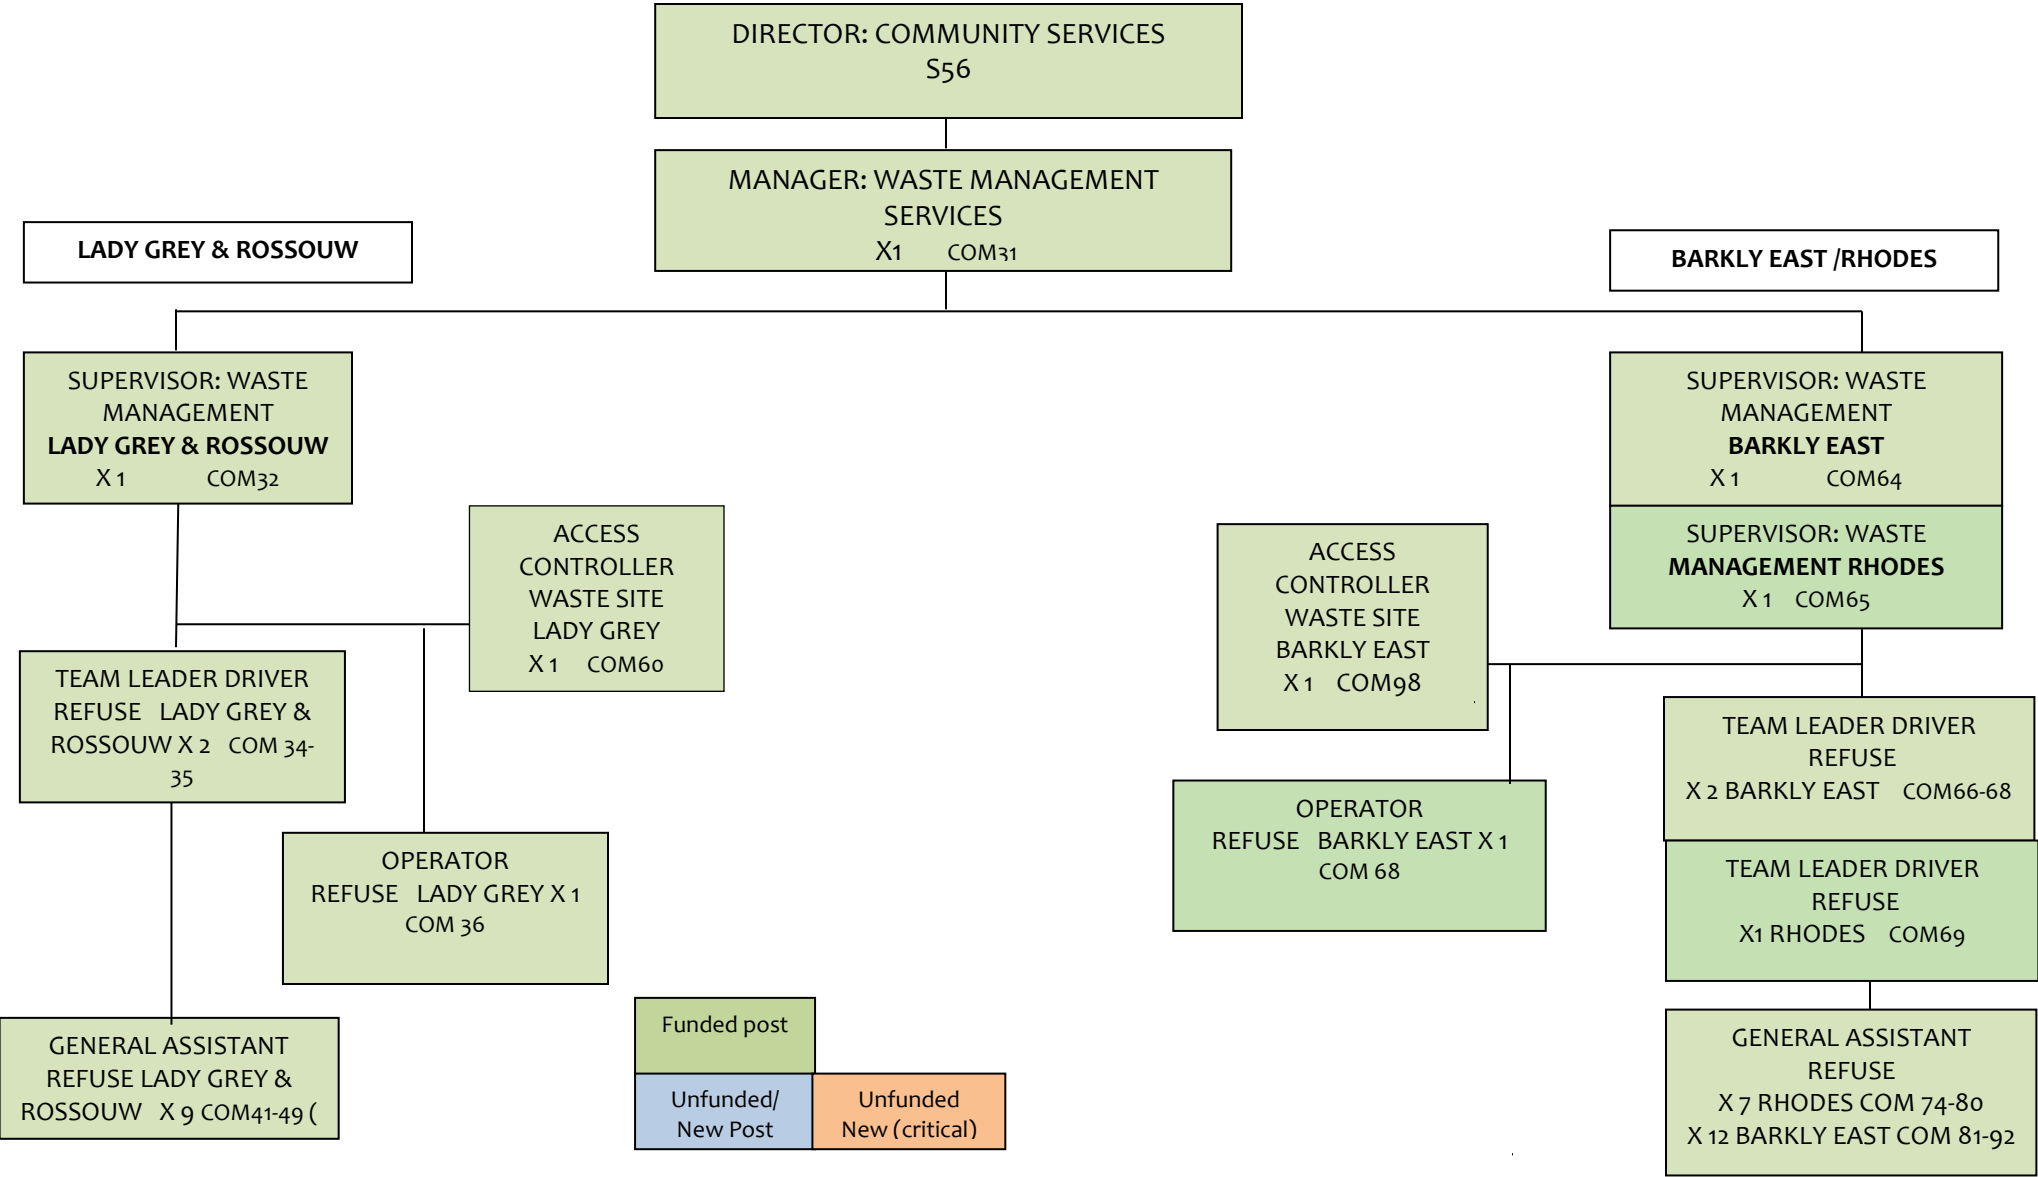 DIRECTOR: COMMUNITY SERVICES
S56
MANAGER: WASTE MANAGEMENT
SERVICES
X1 COM31
LADY GREY & ROSSOUW
BARKLY EAST /RHODES
SUPERVISOR: WASTE
MANAGEMENT
LADY GREY & ROSSOUW
X 1 COM32
SUPERVISOR: WASTE
MANAGEMENT
BARKLY EAST
X 1 COM64
SUPERVISOR: WASTE
MANAGEMENT RHODES
X 1 COM65
ACCESS
CONTROLLER
WASTE SITE
LADY GREY
X 1 COM60
ACCESS
CONTROLLER
WASTE SITE
BARKLY EAST
X 1 COM98
TEAM LEADER DRIVER
REFUSE LADY GREY &
ROSSOUW X 2 COM 34-
35
TEAM LEADER DRIVER
REFUSE
X 2 BARKLY EAST COM66-68
OPERATOR
REFUSE LADY GREY X 1
COM 36
OPERATOR
REFUSE BARKLY EAST X 1
COM 68
TEAM LEADER DRIVER
REFUSE
X1 RHODES COM69
GENERAL ASSISTANT
REFUSE LADY GREY &
ROSSOUW X 9 COM41-49 (
Funded post
Unfunded/
New Post
Unfunded
New (critical)
GENERAL ASSISTANT
REFUSE
X 7 RHODES COM 74-80
X 12 BARKLY EAST COM 81-92